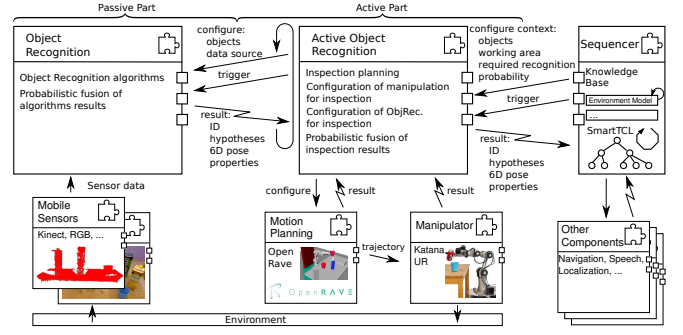 Passive Part
Active Part
Object
Recognition
Object Recognition algorithms
Probabilistic fusion of
algorithms results
configure:
objects
data source
trigger
result:
ID
hypotheses
6D pose
properties
Active Object
Recognition
Inspection planning
Configuration of manipulation
for inspection
Configuration of ObjRec.
for inspection
Probabilistic fusion of
inspection results
configure context:
objects
working area
required recognition
probability
trigger
result:
ID
hypotheses
6D pose
properties
Sequencer
Knowledge
Base
Environment Model
...
SmartTCL
Sensor data
configure
result
result
Mobile
Sensors
Kinect, RGB, ...
Motion
Planning
Open
Rave
OpenRAVE
trajectory
Manipulator
Katana,
UR
Other
Components
Navigation, Speech,
Localization, ...
Environment